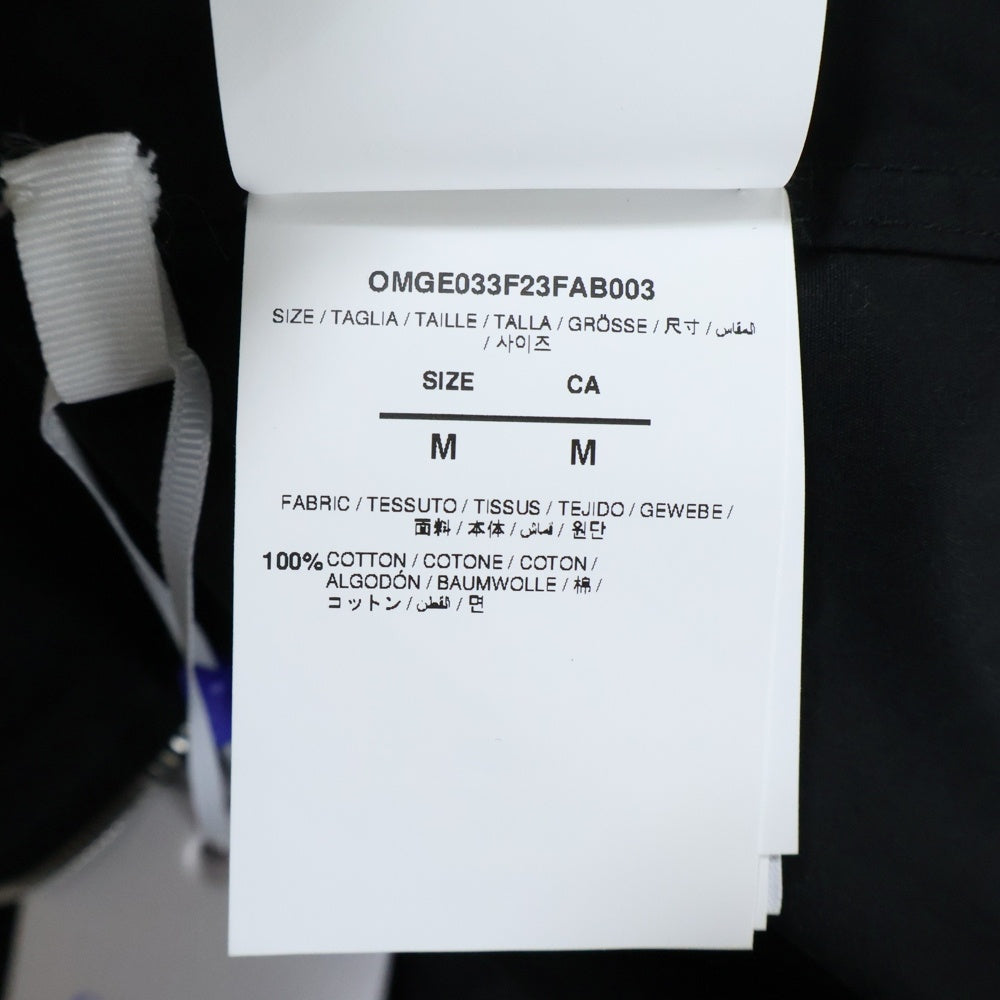 OMGE033F23FAB003
SIZE / TAGLIA / TAILLE / TALLA / GRÖSSE / 尺寸 / المقاس
/ 사이즈
SIZE CA
M M
FABRIC / TESSUTO / TISSUS / TEJIDO / GEWEBE /
面料 / 本体 / قماش / 원단
100% COTTON / COTONE / COTON /
ALGODÓN / BAUMWOLLE / 棉 /
コットン / القطن / 면